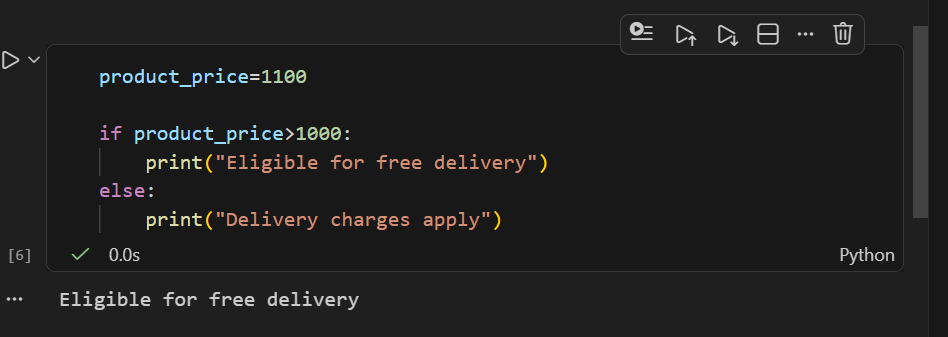 product_price=1100
if product_price>1000:
    print("Eligible for free delivery")
else:
    print("Delivery charges apply")
[6] 0.0s Python
Eligible for free delivery